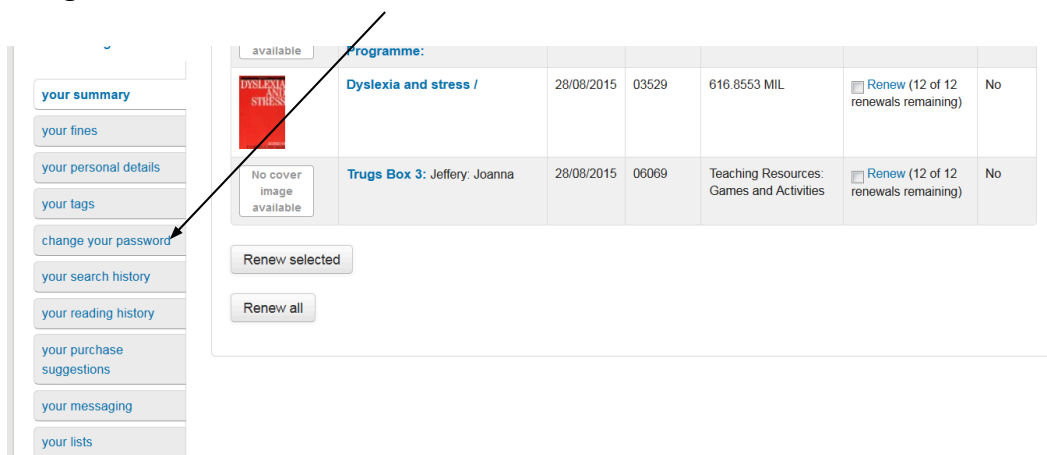 available
Programme:
your summary
your fines
your personal details
your tags
change your password
your search history
your reading history
your purchase
suggestions
your messaging
your lists
DYSLEXIA
AND
STRESS
Dyslexia and stress /
28/08/2015
03529
616.8553 MIL
Renew (12 of 12
renewals remaining)
No
No cover
image
available
Trugs Box 3: Jeffery: Joanna
28/08/2015
06069
Teaching Resources:
Games and Activities
Renew (12 of 12
renewals remaining)
No
Renew selected
Renew all